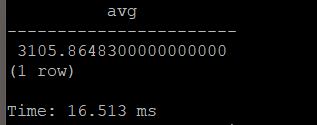 avg
------------------------
3105.8648300000000000
(1 row)
Time: 16.513 ms